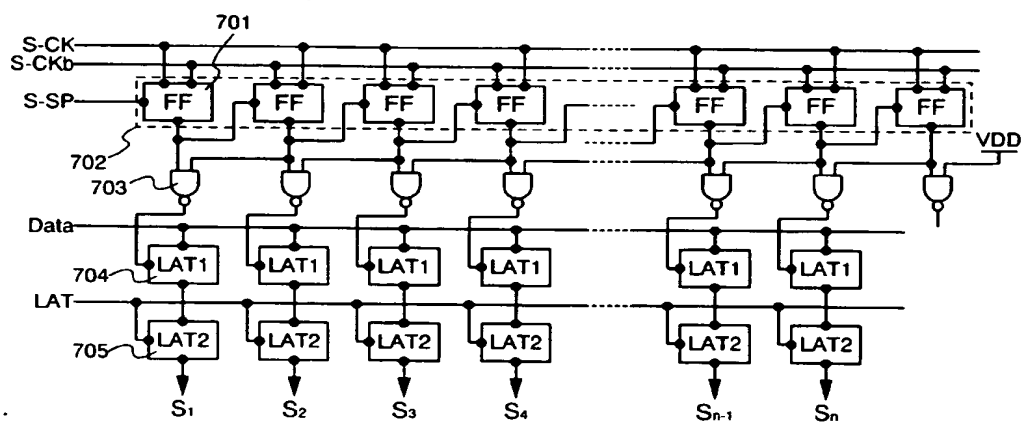 701
S-CK
S-CKb
S-SP
FF FF FF FF FF FF FF
702
VDD
703
Data
LAT1 LAT1 LAT1 LAT1 LAT1 LAT1
704
LAT
LAT2 LAT2 LAT2 LAT2 LAT2 LAT2
705
S1 S2 S3 S4 Sn-1 Sn